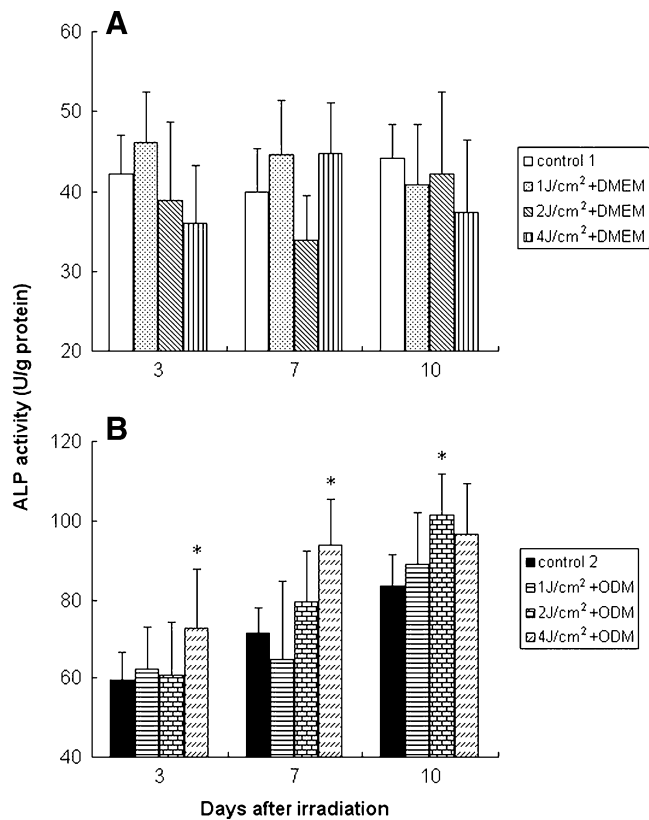 A
60
50
40
30
20
3 7 10
control 1
1J/cm² +DMEM
2J/cm² +DMEM
4J/cm² +DMEM
ALP activity (U/g protein)
B
120
100
80
60
40
* * *
3 7 10
control 2
1J/cm² +ODM
2J/cm² +ODM
4J/cm² +ODM
Days after irradiation